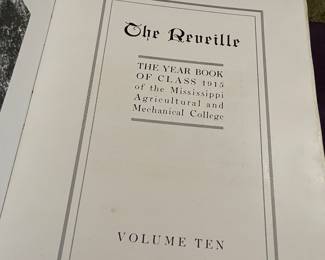 The Reveille
THE YEAR BOOK
OF CLASS 1915
of the Mississippi
Agricultural and
Mechanical College
VOLUME TEN